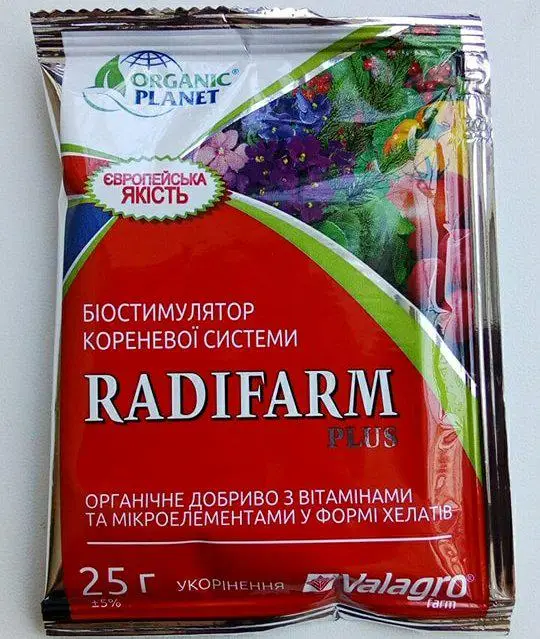 ORGANIC®
PLANET
ЄВРОПЕЙСЬКА
ЯКІСТЬ
БІОСТИМУЛЯТОР
КОРЕНЕВОЇ СИСТЕМИ
RADIFARM
PLUS
ОРГАНІЧНЕ ДОБРИВО З ВІТАМІНАМИ
ТА МІКРОЕЛЕМЕНТАМИ У ФОРМІ ХЕЛАТІВ
25 г УКОРІНЕННЯ Valagro®
±5% farm